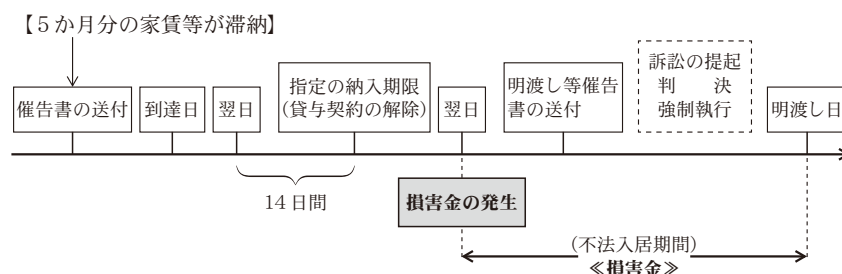 【５か月分の家賃等が滞納】
催告書の送付
到達日
翌日
指定の納入期限
(貸与契約の解除)
翌日
明渡し等催告
書の送付
訴訟の提起
判　　決
強制執行
明渡し日
14日間
損害金の発生
(不法入居期間)
≪損害金≫